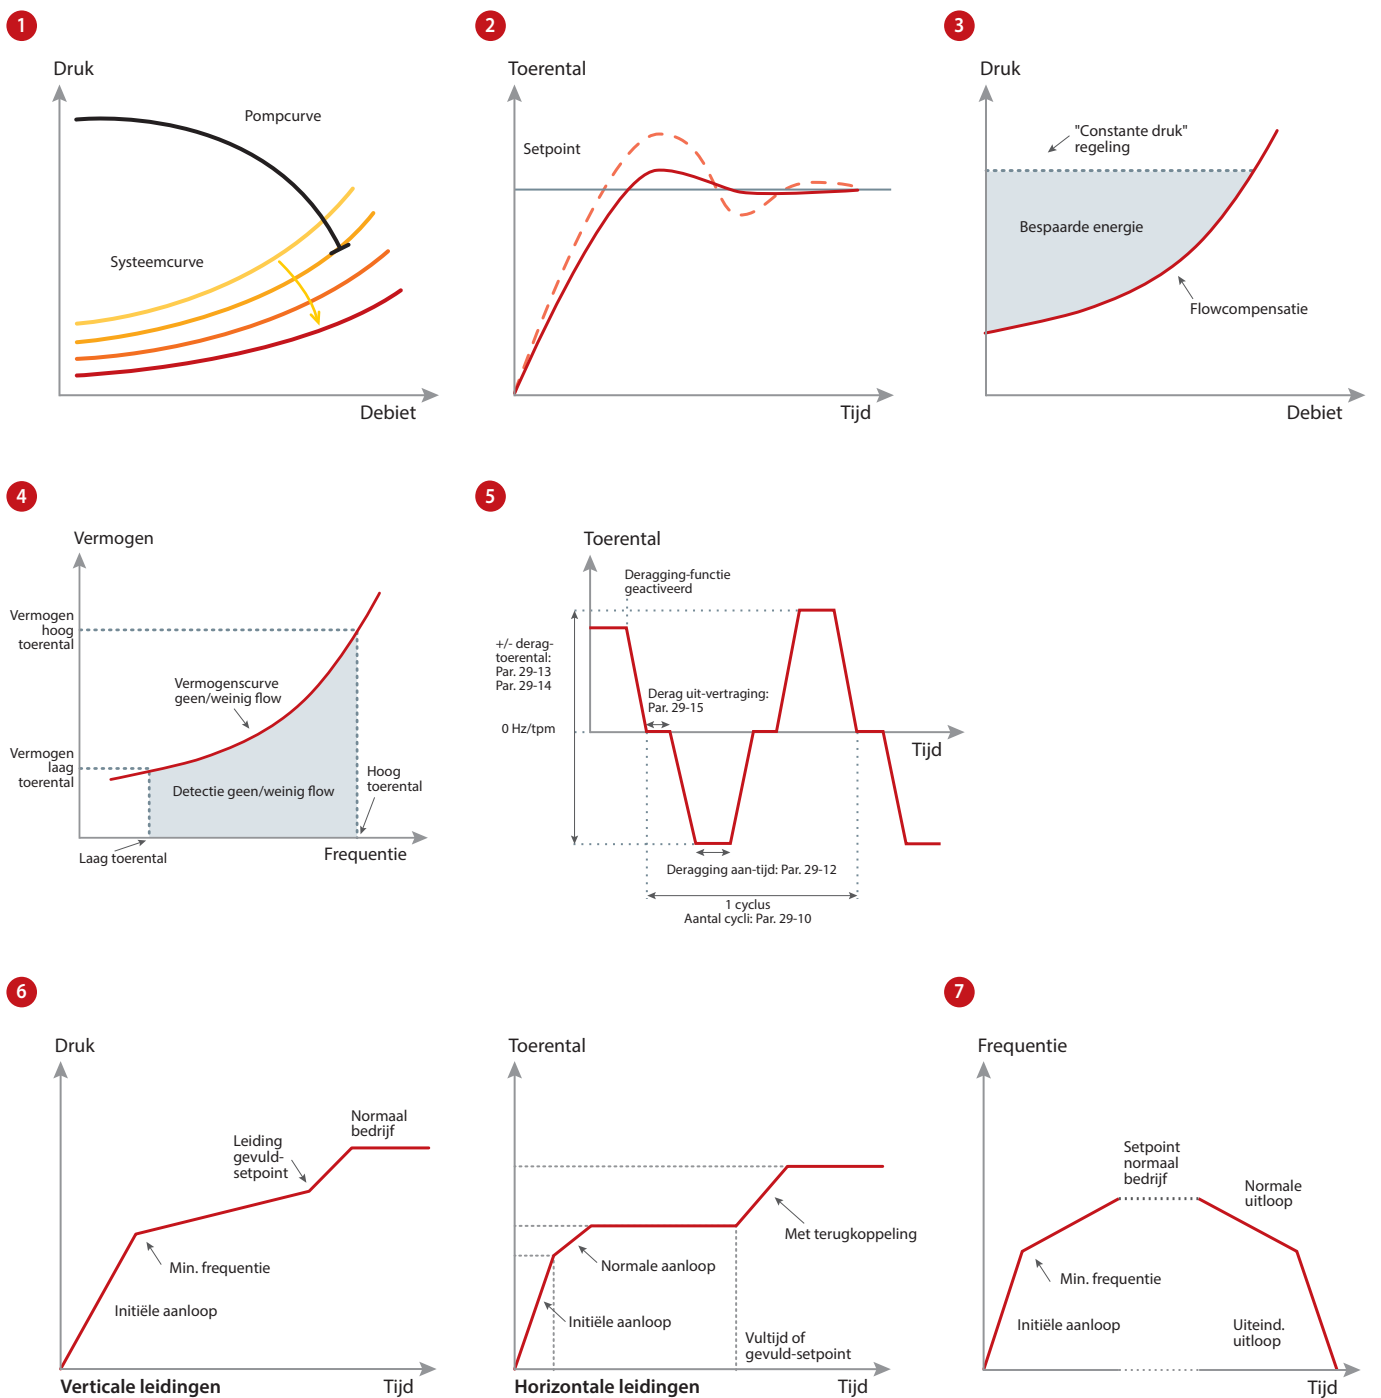 1
Druk
Pompcurve
Systeemcurve
Debiet
2
Toerental
Setpoint
Tijd
3
Druk
"Constante druk"
regeling
Bespaarde energie
Flowcompensatie
Debiet
4
Vermogen
Vermogen
hoog
toerental
Vermogenscurve
geen/weinig flow
Vermogen
laag
toerental
Detectie geen/weinig flow
Hoog
toerental
Laag toerental
Frequentie
5
Toerental
Deragging-functie
geactiveerd
+/- derag-
toerental:
Par. 29-13
Par. 29-14
Derag uit-vertraging:
Par. 29-15
0 Hz/tpm
Tijd
Deragging aan-tijd: Par. 29-12
1 cyclus
Aantal cycli: Par. 29-10
6
Druk
Normaal
bedrijf
Leiding
gevuld-
setpoint
Min. frequentie
Initiële aanloop
Verticale leidingen
Tijd
Toerental
Met terugkoppeling
Normale aanloop
Initiële aanloop
Vultijd of
gevuld-setpoint
Horizontale leidingen
Tijd
7
Frequentie
Setpoint
normaal
bedrijf
Normale
uitloop
Min. frequentie
Initiële aanloop
Uiteind.
uitloop
Tijd